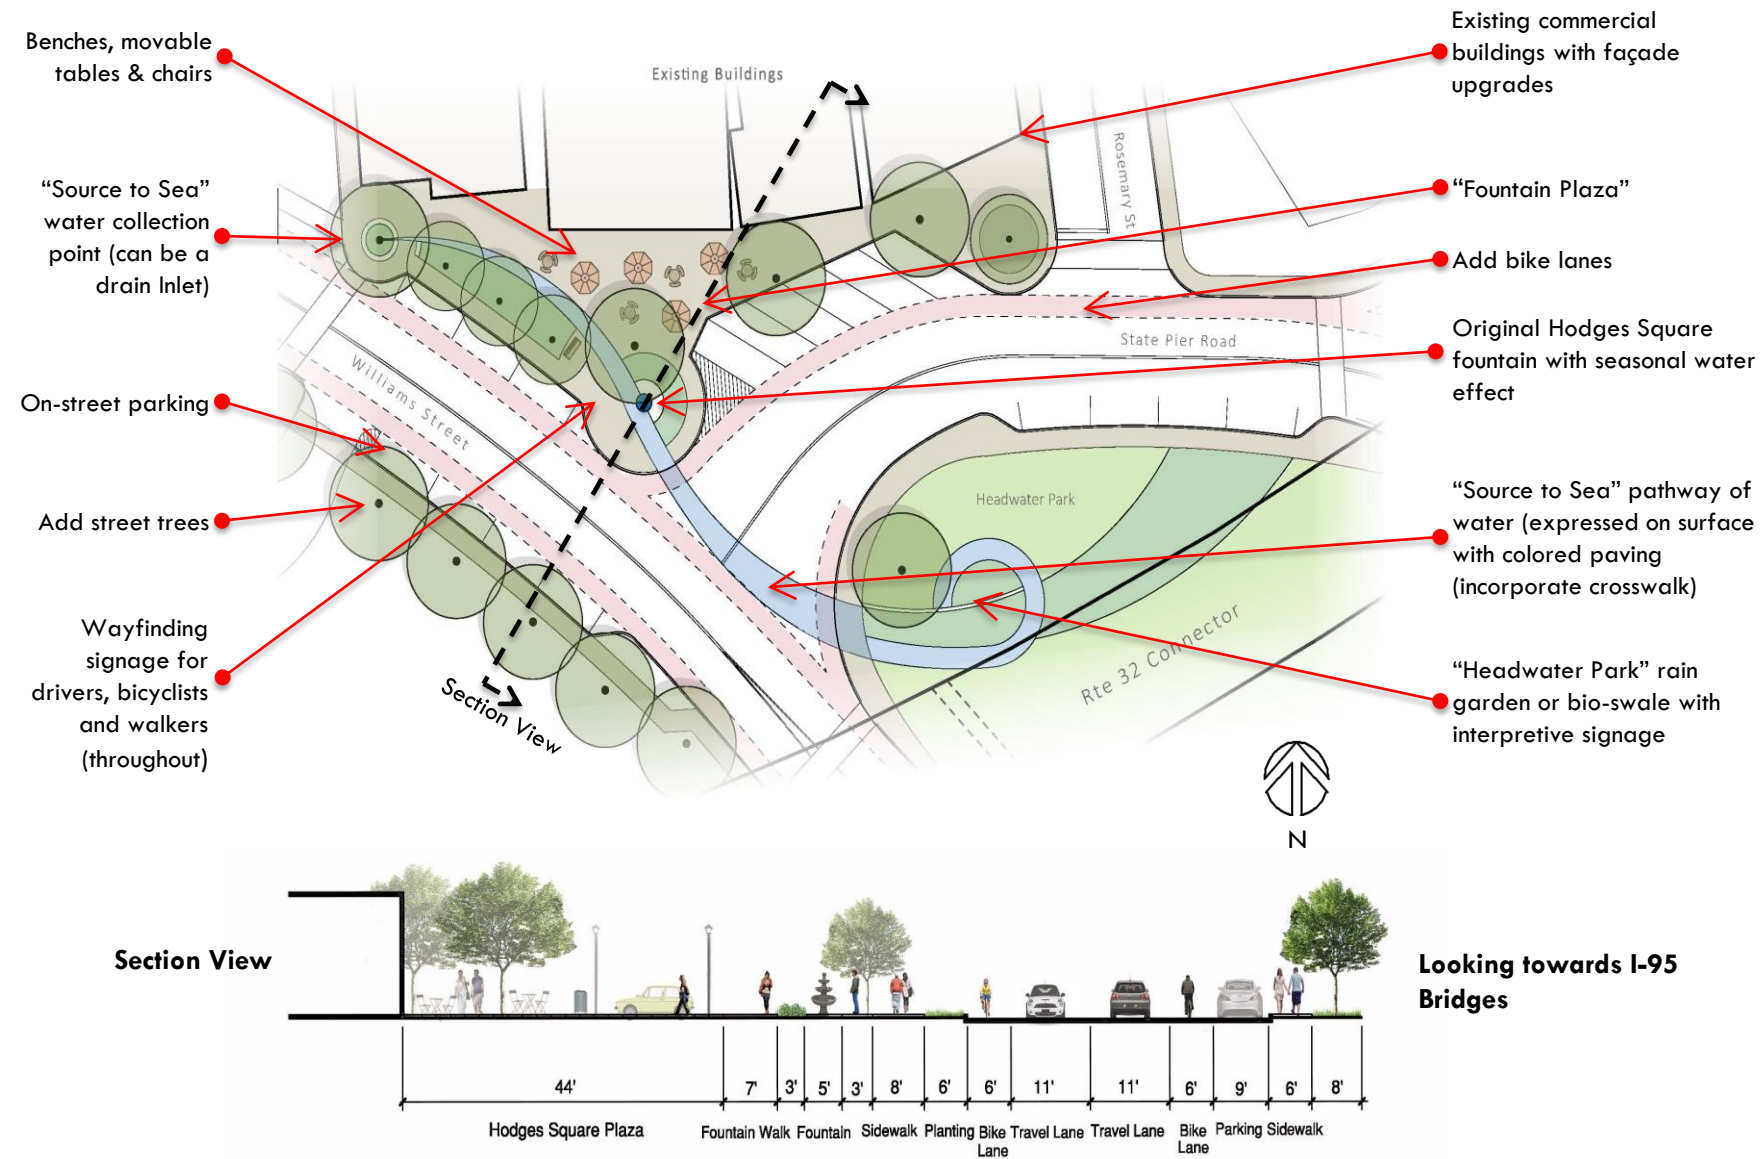 Benches, movable
tables & chairs
Existing Buildings
Existing commercial
buildings with façade
upgrades
Rosemary St
“Source to Sea”
water collection
point (can be a
drain Inlet)
“Fountain Plaza”
Add bike lanes
State Pier Road
Original Hodges Square
fountain with seasonal water
effect
Williams Street
On-street parking
Headwater Park
Add street trees
“Source to Sea” pathway of
water (expressed on surface
with colored paving
(incorporate crosswalk)
Wayfinding
signage for
drivers, bicyclists
and walkers
(throughout)
Section View
Rte 32 Connector
“Headwater Park” rain
garden or bio-swale with
interpretive signage
N
Section View
Looking towards I-95
Bridges
44' 7' 3' 5' 3' 8' 6' 6' 11' 11' 6' 9' 6' 8'
Hodges Square Plaza Fountain Walk Fountain Sidewalk Planting Bike Travel Lane Travel Lane Bike Parking Sidewalk
Lane Lane